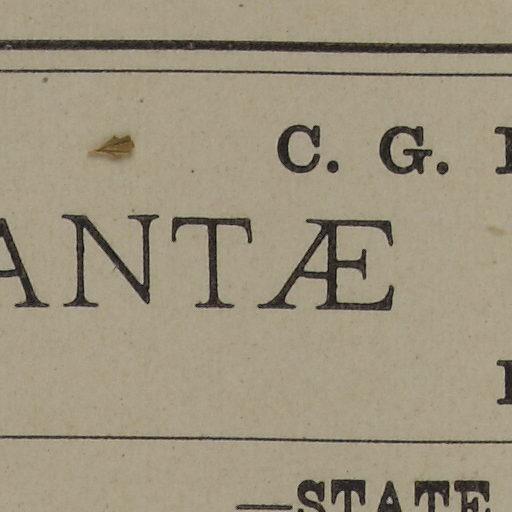 C. G.
ANTÆ
—STATE